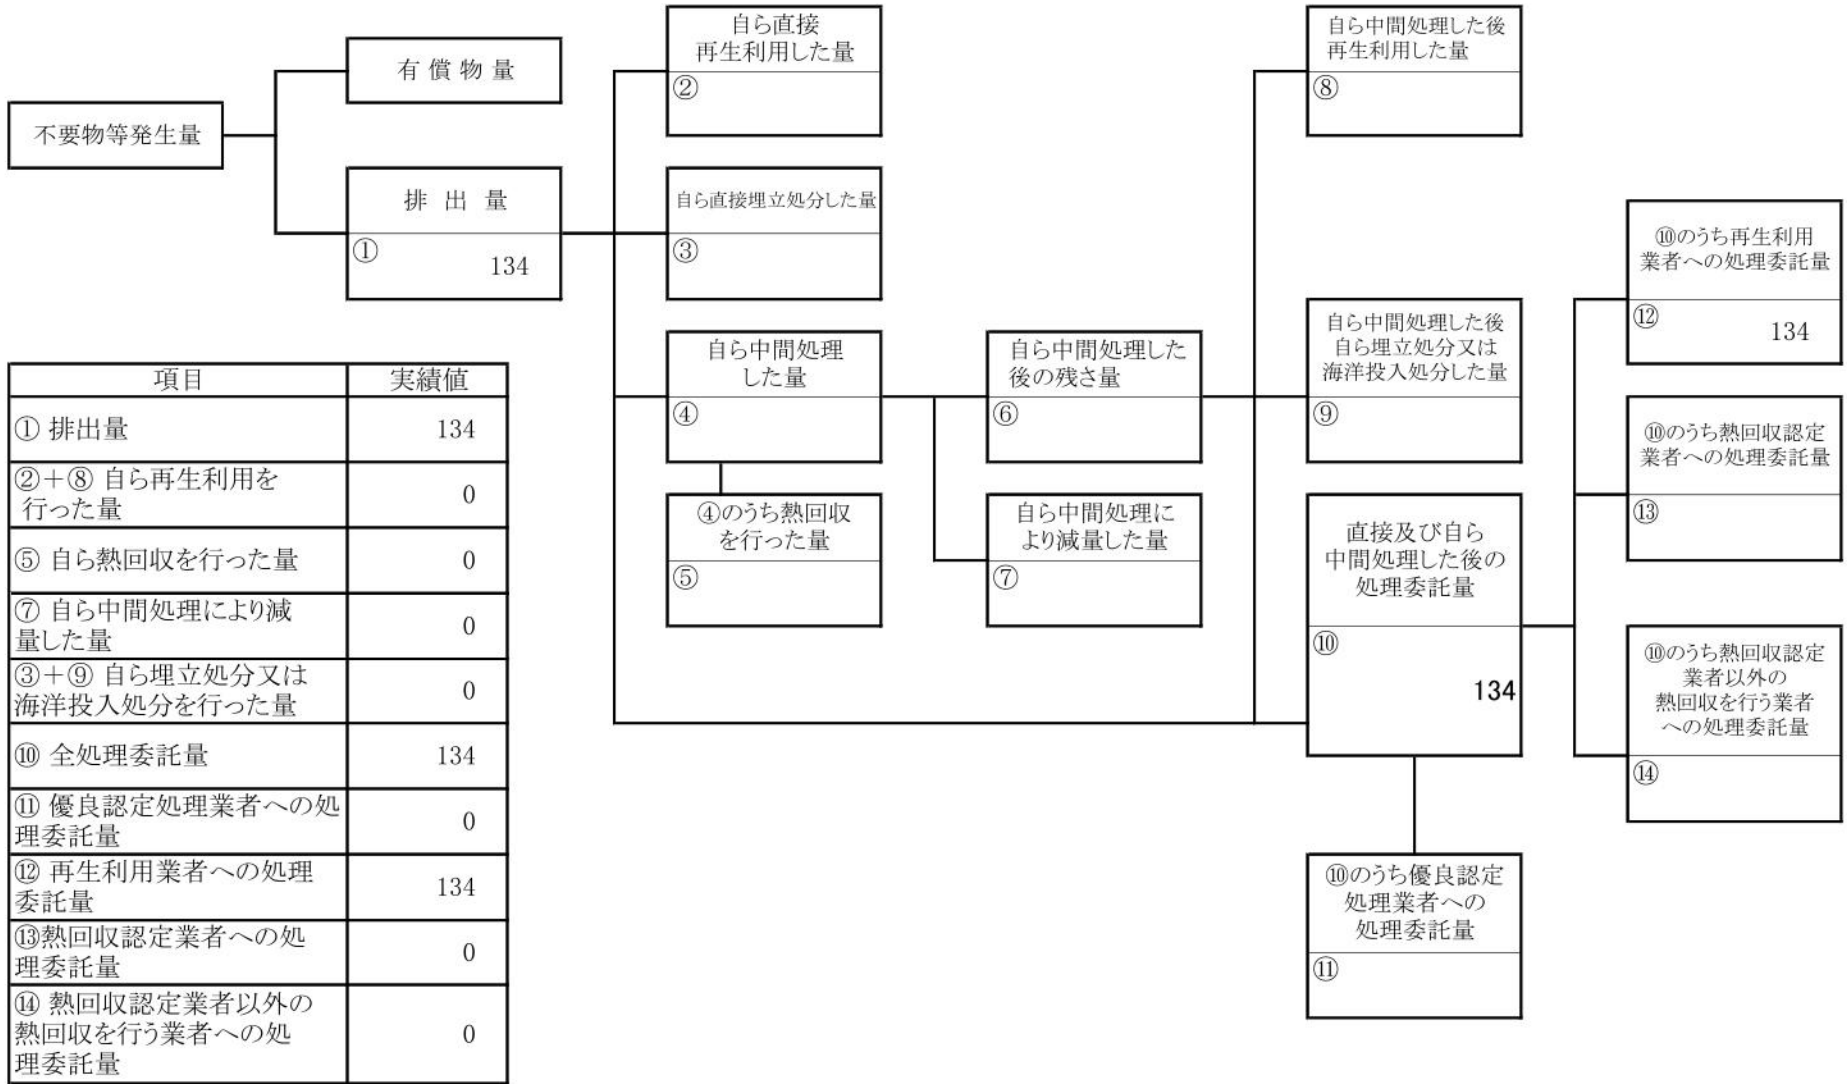 不要物等発生量
有償物量
排出量
①
134
自ら直接
再生利用した量
②
自ら直接埋立処分した量
③
自ら中間処理
した量
④
④のうち熱回収
を行った量
⑤
自ら中間処理した
後の残さ量
⑥
自ら中間処理に
より減量した量
⑦
自ら中間処理した後
再生利用した量
⑧
自ら中間処理した後
自ら埋立処分又は
海洋投入処分した量
⑨
直接及び自ら
中間処理した後の
処理委託量
⑩
134
⑩のうち優良認定
処理業者への
処理委託量
⑪
⑩のうち再生利用
業者への処理委託量
⑫
134
⑩のうち熱回収認定
業者への処理委託量
⑬
⑩のうち熱回収認定
業者以外の
熱回収を行う業者
への処理委託量
⑭
項目 実績値
① 排出量 134
②+⑧ 自ら再生利用を
行った量 0
⑤ 自ら熱回収を行った量 0
⑦ 自ら中間処理により減
量した量 0
③+⑨ 自ら埋立処分又は
海洋投入処分を行った量 0
⑩ 全処理委託量 134
⑪ 優良認定処理業者への処
理委託量 0
⑫ 再生利用業者への処理
委託量 134
⑬熱回収認定業者への処
理委託量 0
⑭ 熱回収認定業者以外の
熱回収を行う業者への処
理委託量 0